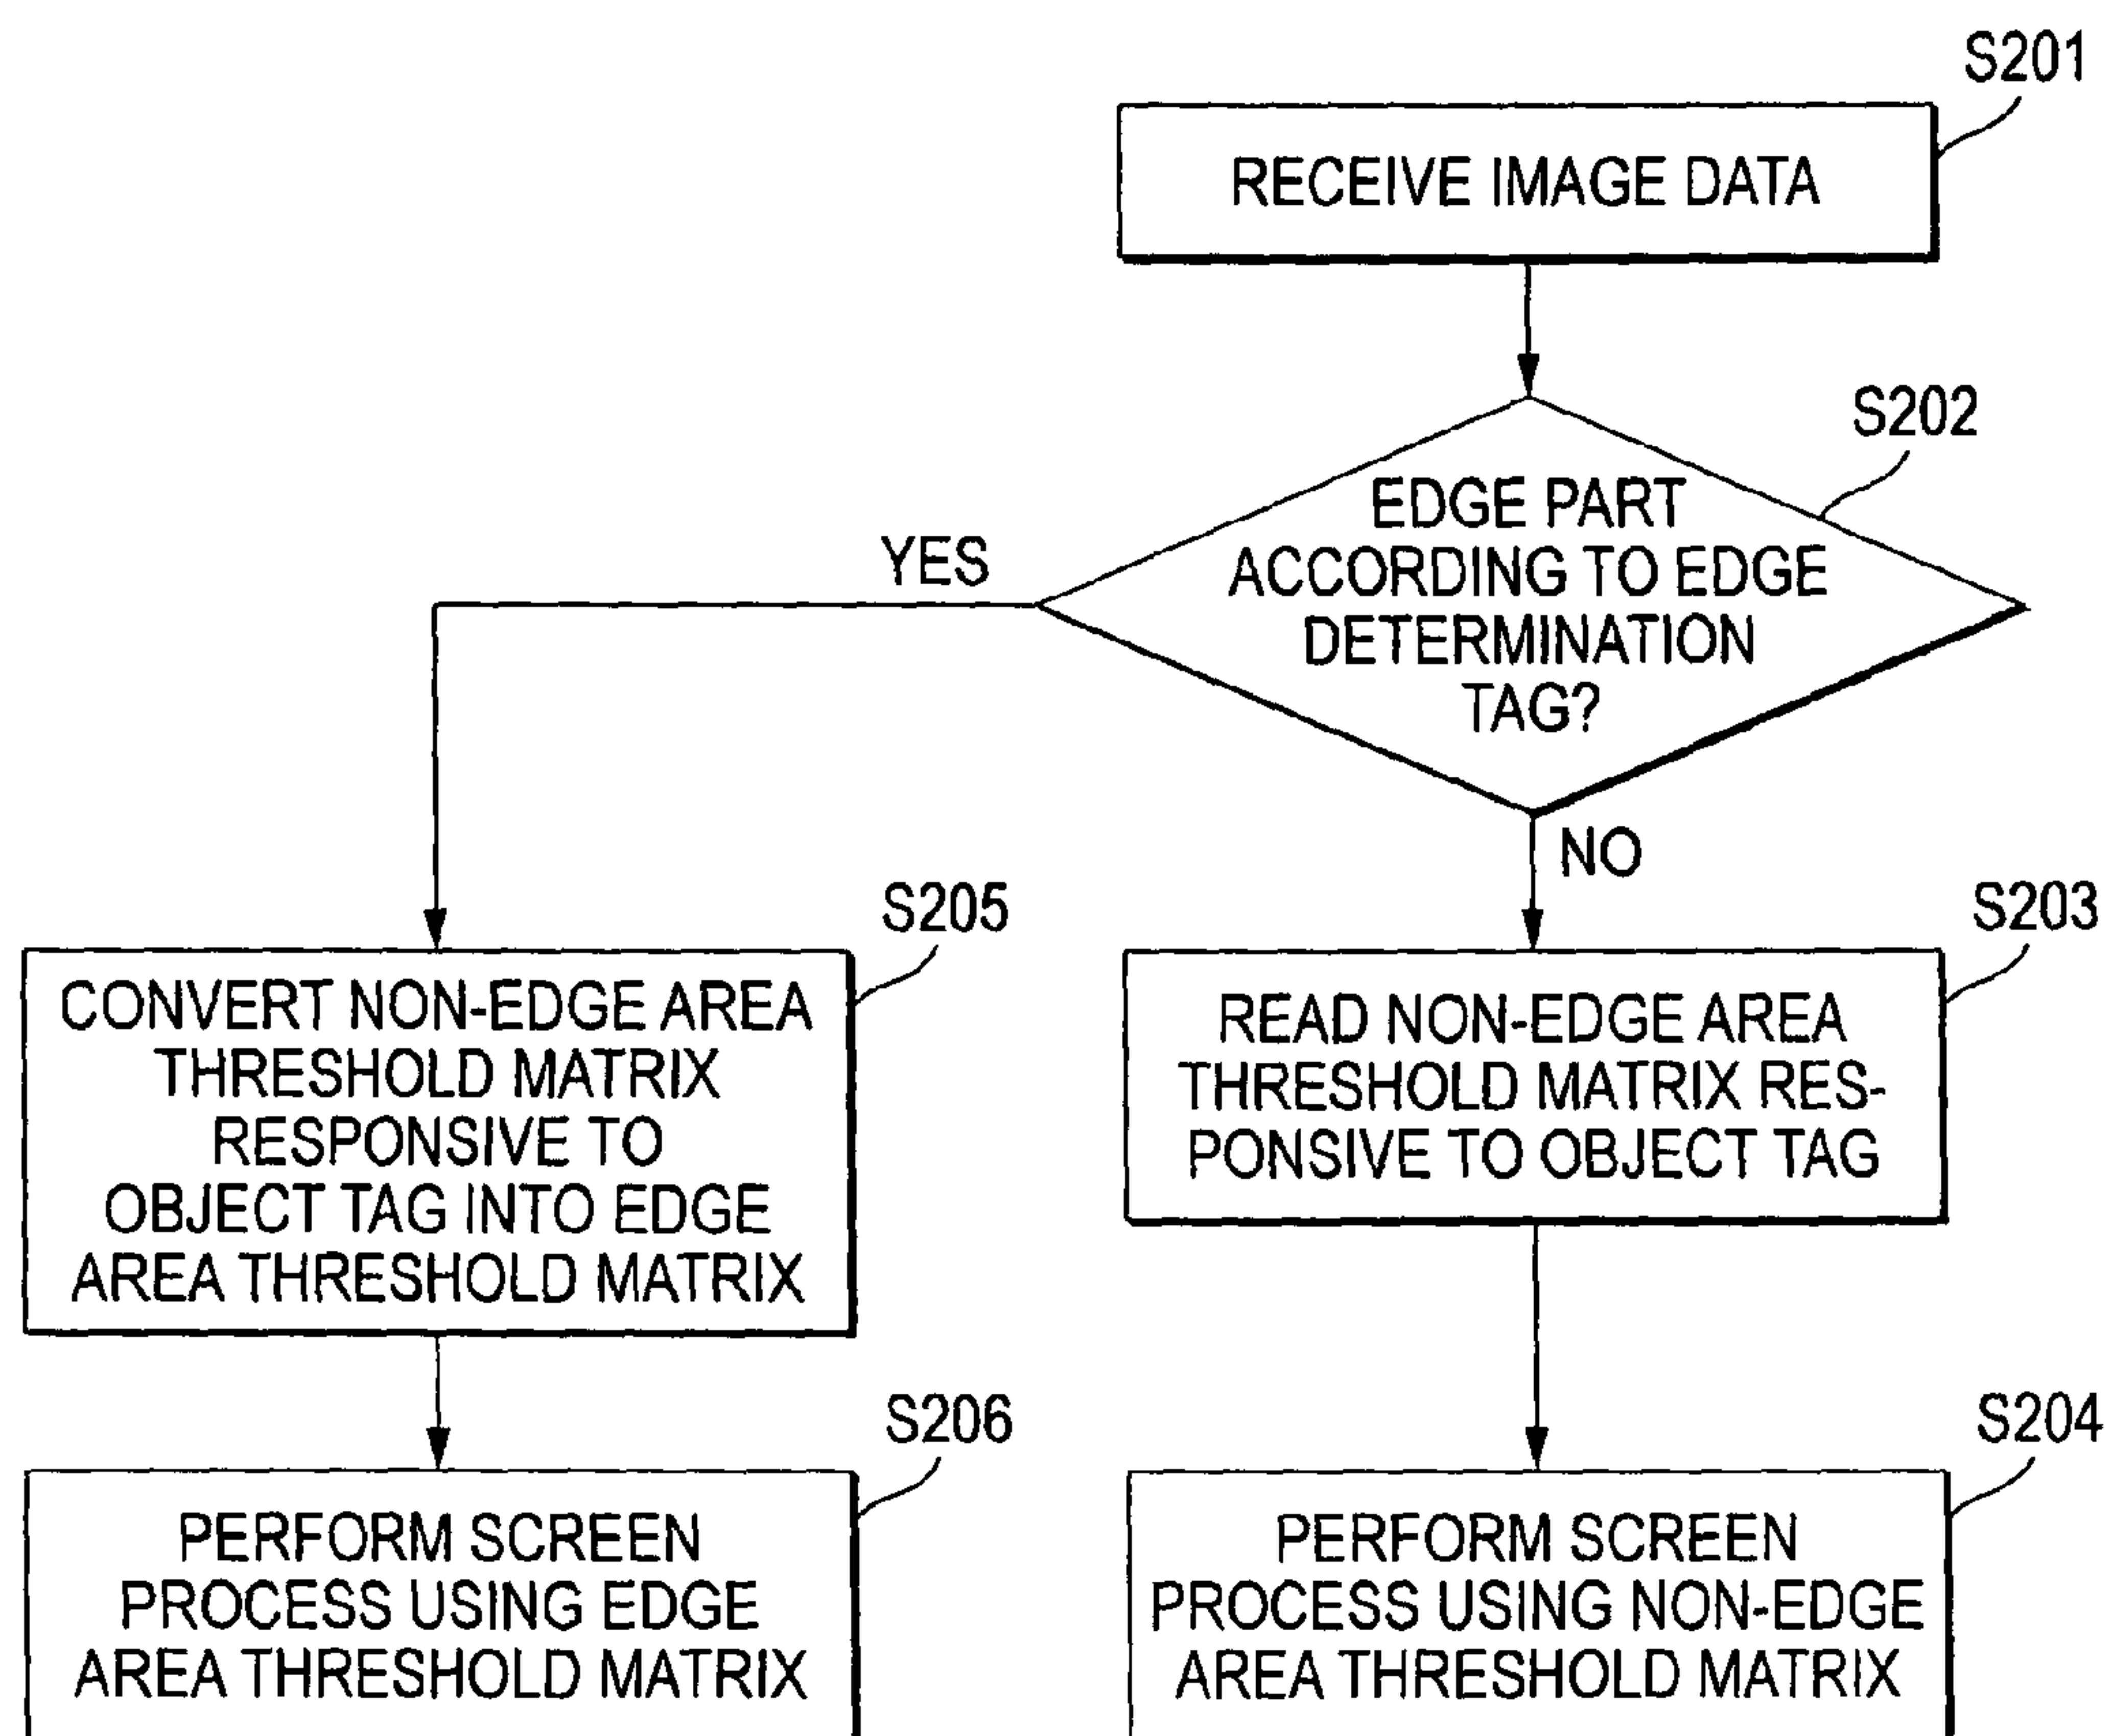 S201
RECEIVE IMAGE DATA
S202
EDGE PART
ACCORDING TO EDGE
DETERMINATION
TAG?
YES
NO
S205
CONVERT NON-EDGE AREA
THRESHOLD MATRIX
RESPONSIVE TO
OBJECT TAG INTO EDGE
AREA THRESHOLD MATRIX
S203
READ NON-EDGE AREA
THRESHOLD MATRIX RES-
PONSIVE TO OBJECT TAG
S206
PERFORM SCREEN
PROCESS USING EDGE
AREA THRESHOLD MATRIX
S204
PERFORM SCREEN
PROCESS USING NON-EDGE
AREA THRESHOLD MATRIX